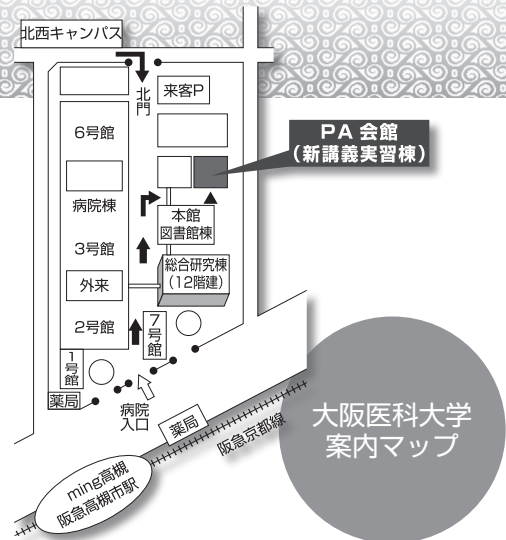 北西キャンパス
北門
来客P
6号館
PA 会館
(新講義実習棟)
病院棟
本館
図書館棟
3号館
総合研究棟
(12階建)
外来
2号館
7号館
1号館
薬局
病院
入口
薬局
阪急京都線
大阪医科大学
案内マップ
ming高槻
阪急高槻市駅